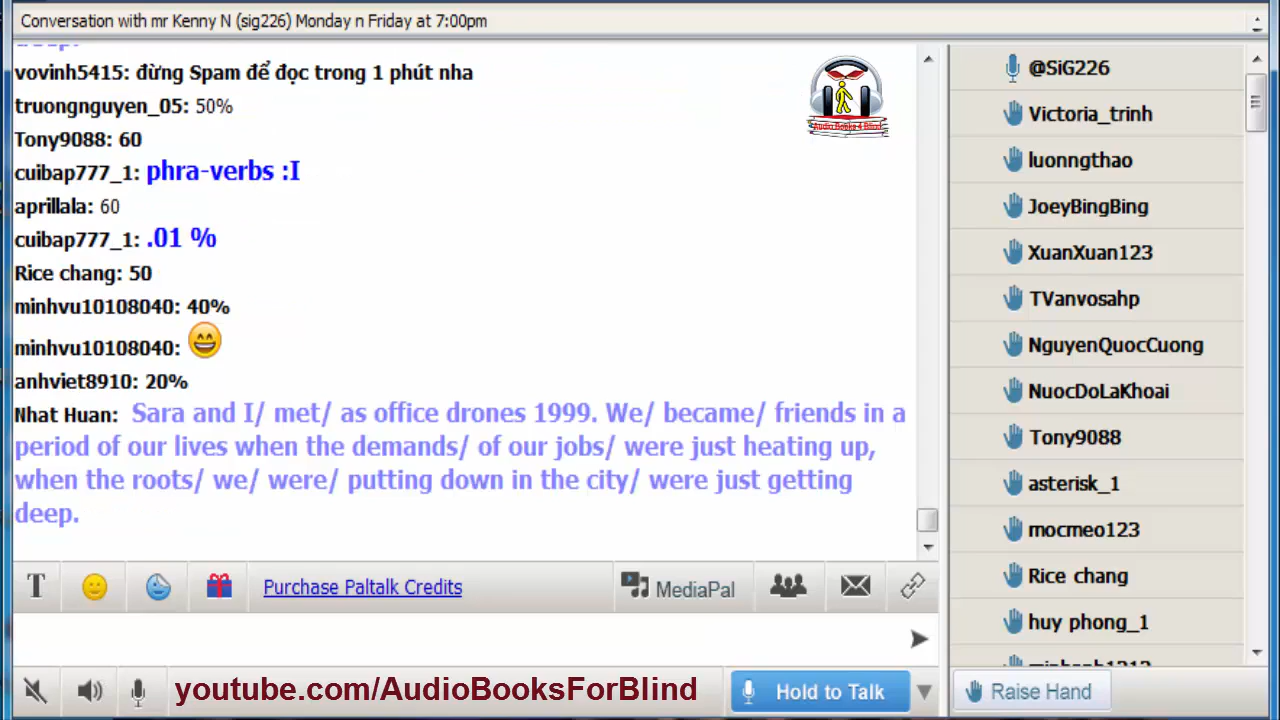 Conversation with mr Kenny N (sig226) Monday n Friday at 7:00pm
vovinh5415: đừng Spam để đọc trong 1 phút nha
truongnguyen_05: 50%
Tony9088: 60
cuibap777_1: phra-verbs :I
aprillala: 60
cuibap777_1: .01 %
Rice chang: 50
minhvu10108040: 40%
minhvu10108040:
anhviet8910: 20%
Nhat Huan: Sara and I/ met/ as office drones 1999. We/ became/ friends in a
period of our lives when the demands/ of our jobs/ were just heating up,
when the roots/ we/ were/ putting down in the city/ were just getting
deep.
Audio Books 4 Blind
@SiG226
Victoria_trinh
luonngthao
JoeyBingBing
XuanXuan123
TVanvosahp
NguyenQuocCuong
NuocDoLaKhoai
Tony9088
asterisk_1
mocmeo123
Rice chang
huy phong_1
T
Purchase Paltalk Credits
MediaPal
youtube.com/AudioBooksForBlind
Hold to Talk
Raise Hand